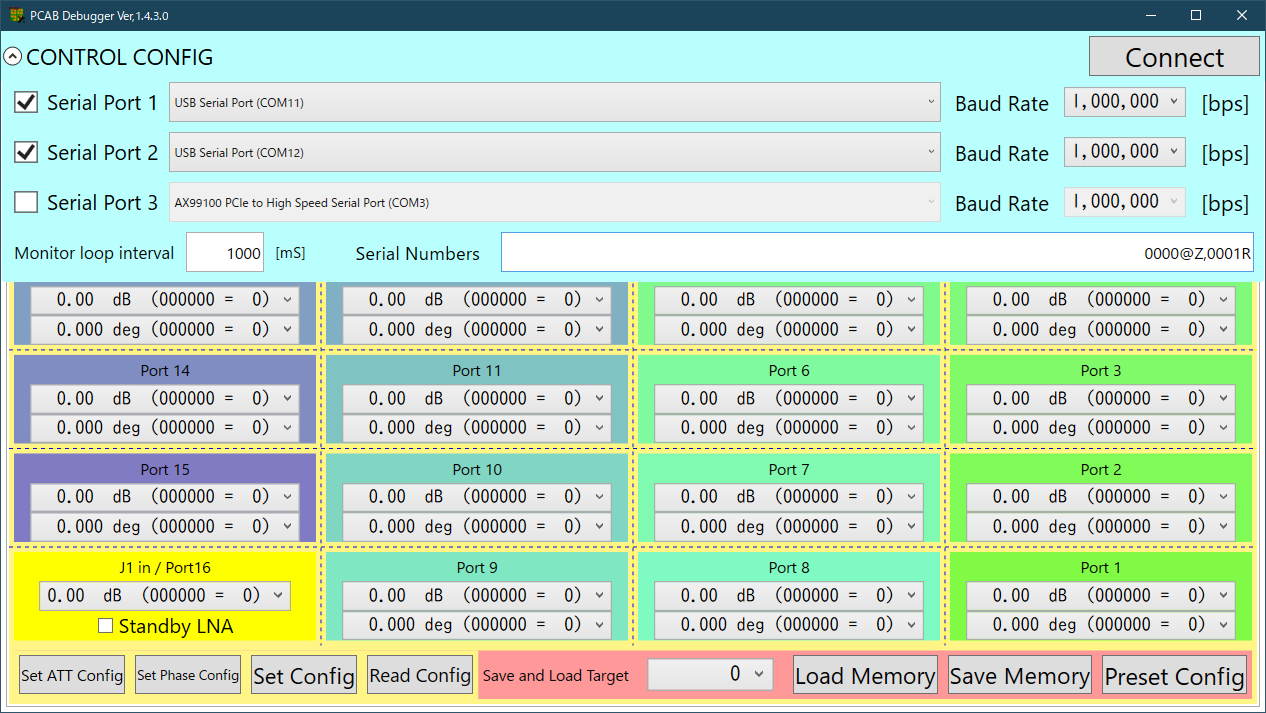 PCAB Debugger Ver,1.4.3.0
CONTROL CONFIG Connect
Serial Port 1 USB Serial Port (COM11) Baud Rate 1,000,000 [bps]
Serial Port 2 USB Serial Port (COM12) Baud Rate 1,000,000 [bps]
Serial Port 3 AX99100 PCIe to High Speed Serial Port (COM3) Baud Rate 1,000,000 [bps]
Monitor loop interval 1000 [mS] Serial Numbers 0000@Z,0001R
0.00 dB (000000 = 0) 0.00 dB (000000 = 0) 0.00 dB (000000 = 0) 0.00 dB (000000 = 0)
0.000 deg (000000 = 0) 0.000 deg (000000 = 0) 0.000 deg (000000 = 0) 0.000 deg (000000 = 0)
Port 14 Port 11 Port 6 Port 3
0.00 dB (000000 = 0) 0.00 dB (000000 = 0) 0.00 dB (000000 = 0) 0.00 dB (000000 = 0)
0.000 deg (000000 = 0) 0.000 deg (000000 = 0) 0.000 deg (000000 = 0) 0.000 deg (000000 = 0)
Port 15 Port 10 Port 7 Port 2
0.00 dB (000000 = 0) 0.00 dB (000000 = 0) 0.00 dB (000000 = 0) 0.00 dB (000000 = 0)
0.000 deg (000000 = 0) 0.000 deg (000000 = 0) 0.000 deg (000000 = 0) 0.000 deg (000000 = 0)
J1 in / Port16 Port 9 Port 8 Port 1
0.00 dB (000000 = 0) 0.00 dB (000000 = 0) 0.00 dB (000000 = 0) 0.00 dB (000000 = 0)
Standby LNA 0.000 deg (000000 = 0) 0.000 deg (000000 = 0) 0.000 deg (000000 = 0)
Set ATT Config Set Phase Config Set Config Read Config Save and Load Target 0 Load Memory Save Memory Preset Config